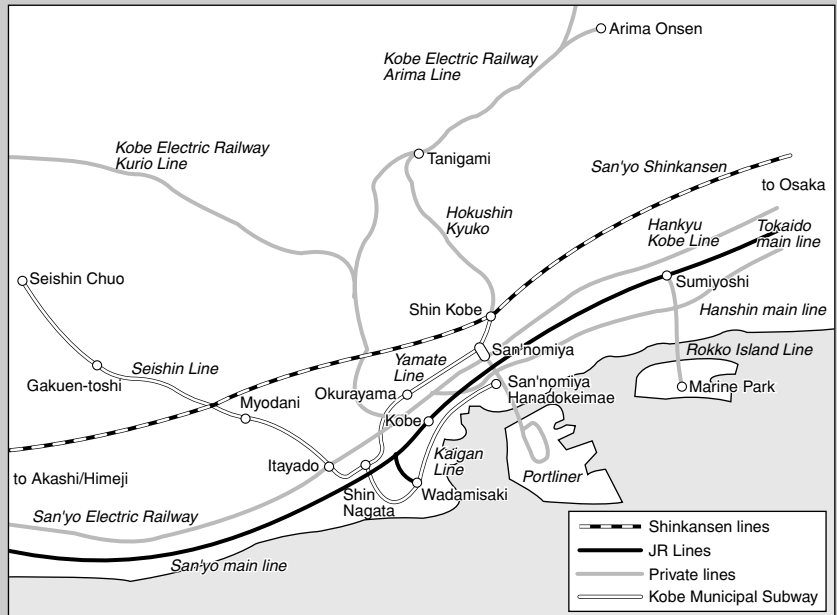 Arima Onsen
Kobe Electric Railway
Arima Line
Kobe Electric Railway
Kurio Line
Tanigami
San'yo Shinkansen
to Osaka
Hokushin
Kyuko
Hankyu
Kobe Line
Tokaido
main line
Seishin Chuo
Sumiyoshi
Shin Kobe
Hanshin main line
San'nomiya
Rokko Island Line
Seishin Line
Yamate
Line
Gakuen-toshi
Okurayama
San'nomiya
Hanadokeimae
Marine Park
Myodani
Kobe
Kaigan
Line
Itayado
to Akashi/Himeji
Portliner
Shin
Nagata
Wadamisaki
San'yo Electric Railway
San'yo main line
Shinkansen lines
JR Lines
Private lines
Kobe Municipal Subway